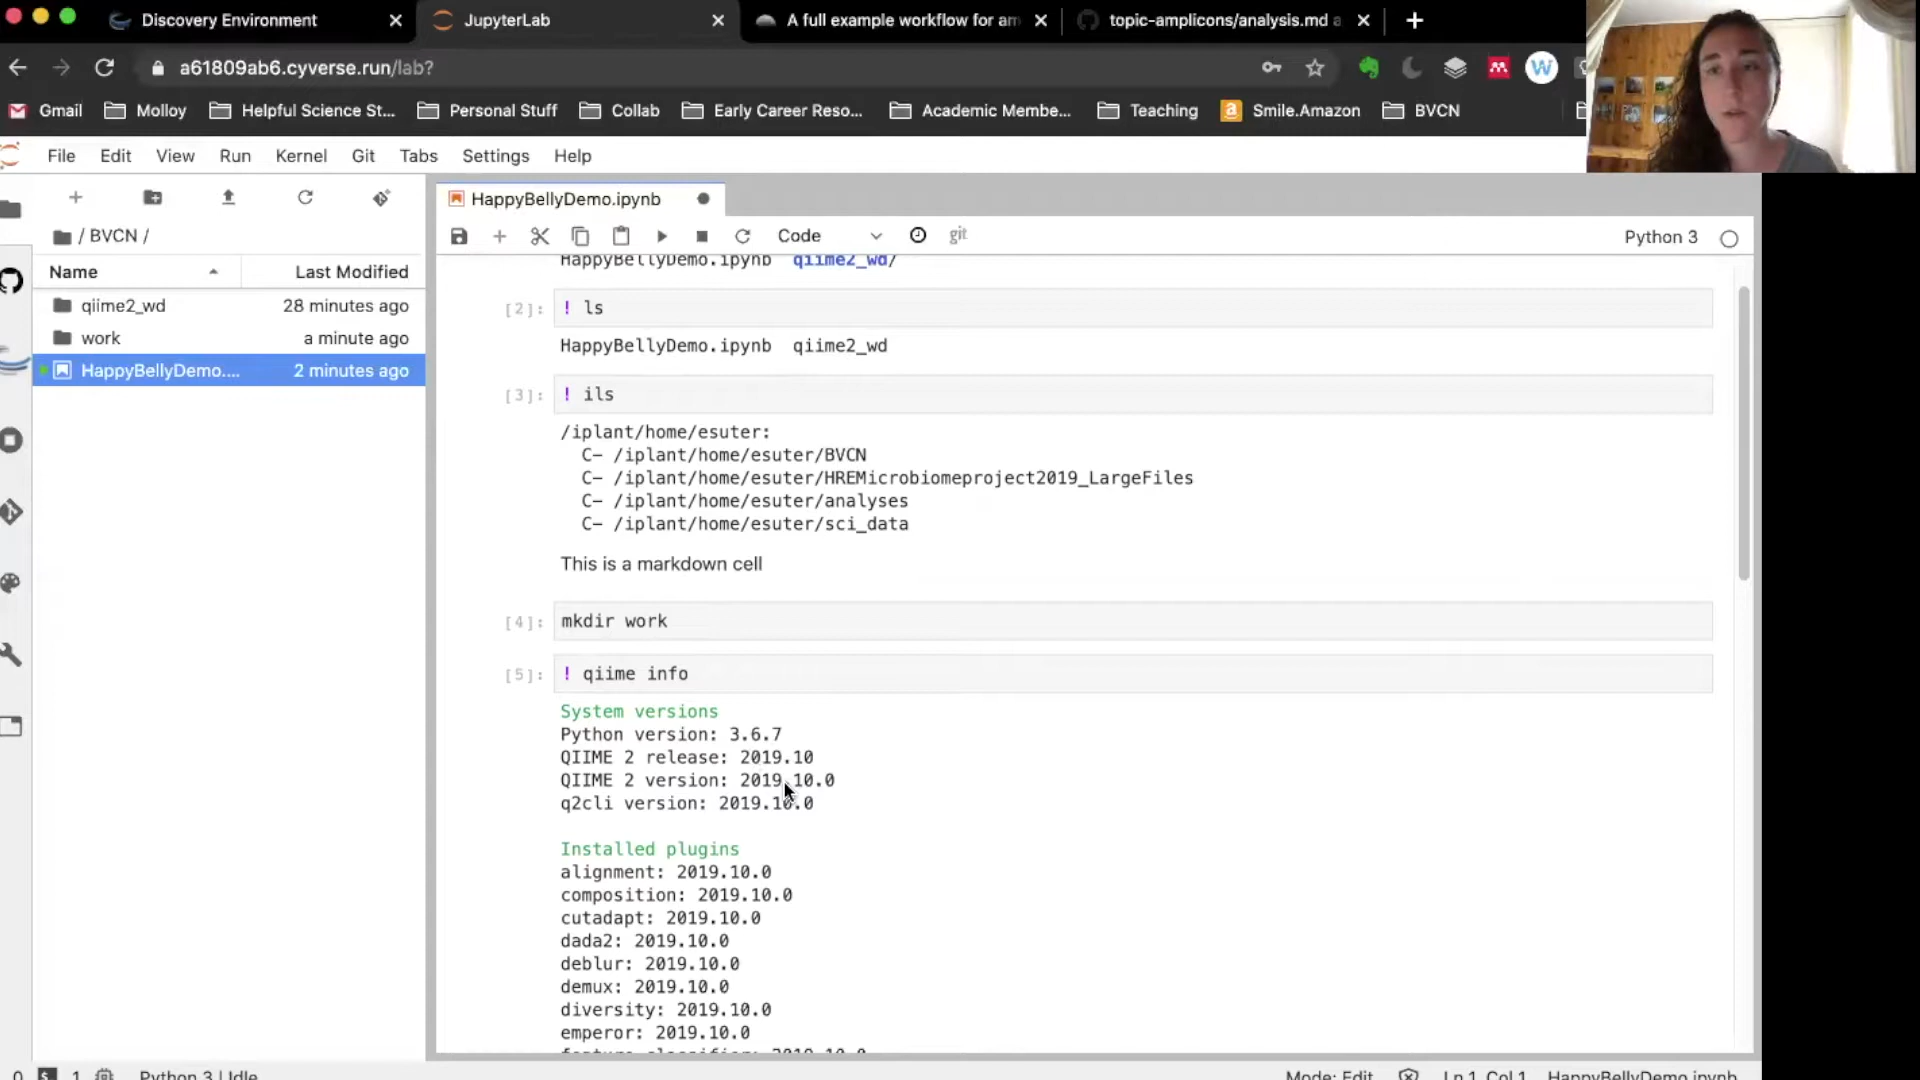 Discovery Environment
JupyterLab
A full example workflow for am
topic-amplicons/analysis.md a
a61809ab6.cyverse.run/lab?
Gmail Molloy Helpful Science St... Personal Stuff Collab Early Career Reso... Academic Membe... Teaching Smile.Amazon BVCN
File Edit View Run Kernel Git Tabs Settings Help
HappyBellyDemo.ipynb
/ BVCN /
Code
git
Python 3
Name Last Modified
qiime2_wd 28 minutes ago
work a minute ago
HappyBellyDemo.... 2 minutes ago
HappyBellyDemo.ipynb qiime2_wd/
[2]: ! ls
HappyBellyDemo.ipynb qiime2_wd
[3]: ! ils
/iplant/home/esuter:
C- /iplant/home/esuter/BVCN
C- /iplant/home/esuter/HREMicrobiomeproject2019_LargeFiles
C- /iplant/home/esuter/analyses
C- /iplant/home/esuter/sci_data
This is a markdown cell
[4]: mkdir work
[5]: ! qiime info
System versions
Python version: 3.6.7
QIIME 2 release: 2019.10
QIIME 2 version: 2019.10.0
q2cli version: 2019.10.0
Installed plugins
alignment: 2019.10.0
composition: 2019.10.0
cutadapt: 2019.10.0
dada2: 2019.10.0
deblur: 2019.10.0
demux: 2019.10.0
diversity: 2019.10.0
emperor: 2019.10.0
0 1 Python 3 | Idle
Mode: Edit Ln 1, Col 1 HappyBellyDemo.ipynb